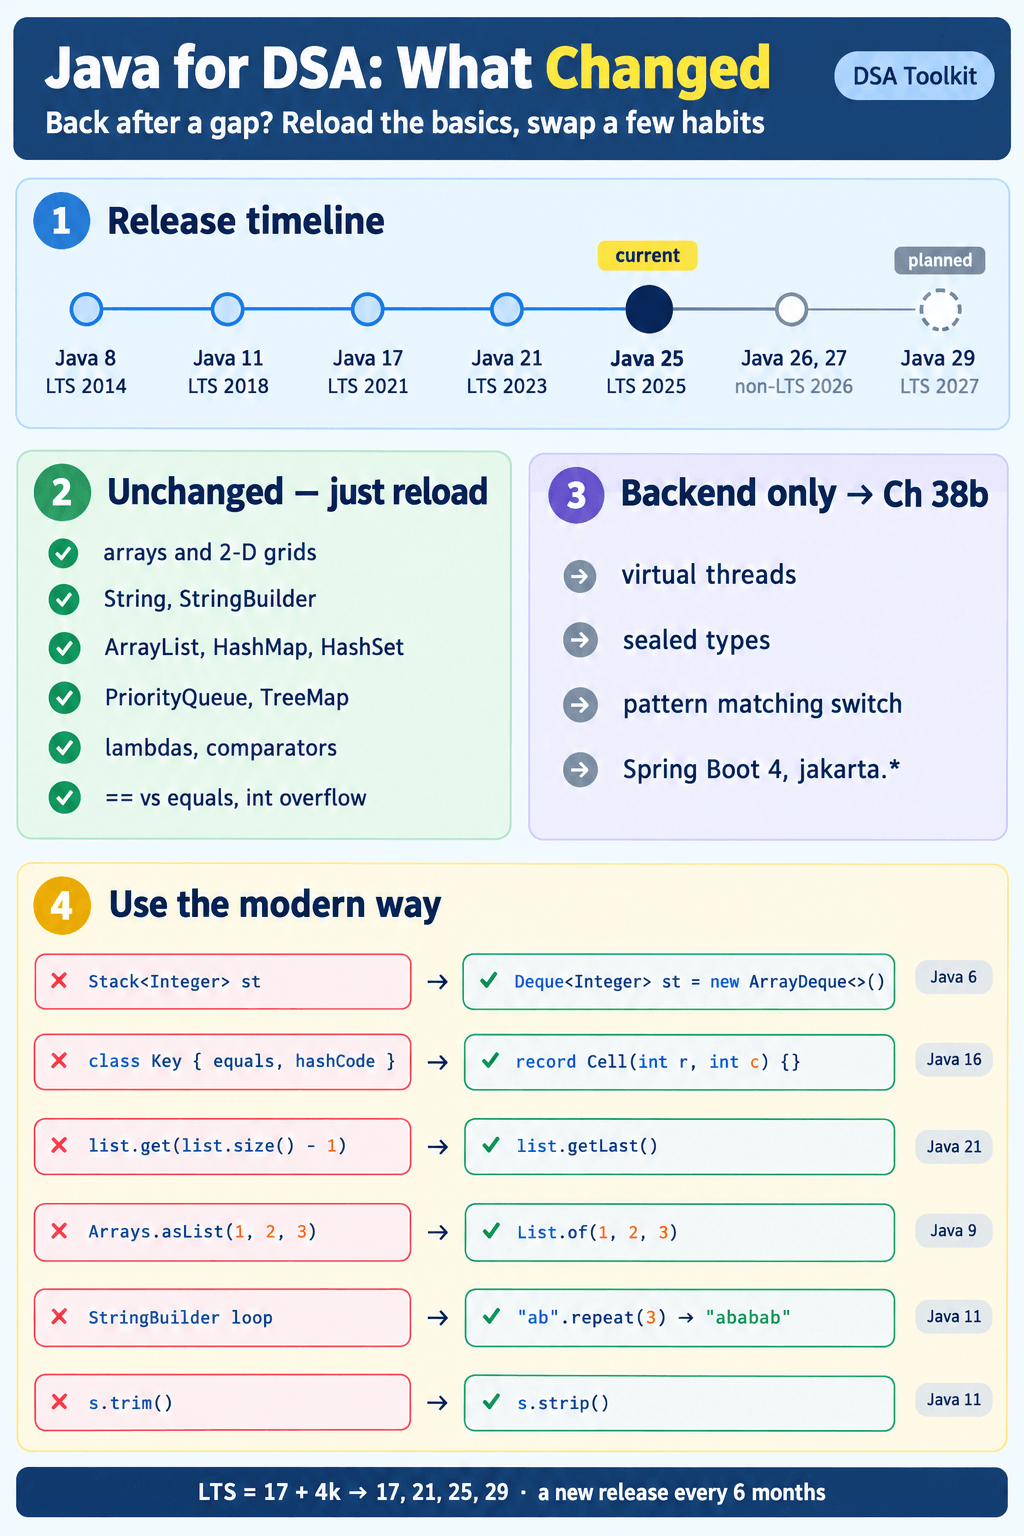 Java for DSA: What Changed
DSA Toolkit
Back after a gap? Reload the basics, swap a few habits
1 Release timeline
current
planned
Java 8
LTS 2014
Java 11
LTS 2018
Java 17
LTS 2021
Java 21
LTS 2023
Java 25
LTS 2025
Java 26, 27
non-LTS 2026
Java 29
LTS 2027
2 Unchanged – just reload
arrays and 2-D grids
String, StringBuilder
ArrayList, HashMap, HashSet
PriorityQueue, TreeMap
lambdas, comparators
== vs equals, int overflow
3 Backend only → Ch 38b
virtual threads
sealed types
pattern matching switch
Spring Boot 4, jakarta.*
4 Use the modern way
✗ Stack<Integer> st → ✓ Deque<Integer> st = new ArrayDeque<>() Java 6
✗ class Key { equals, hashCode } → ✓ record Cell(int r, int c) {} Java 16
✗ list.get(list.size() - 1) → ✓ list.getLast() Java 21
✗ Arrays.asList(1, 2, 3) → ✓ List.of(1, 2, 3) Java 9
✗ StringBuilder loop → ✓ "ab".repeat(3) → "ababab" Java 11
✗ s.trim() → ✓ s.strip() Java 11
LTS = 17 + 4k → 17, 21, 25, 29 · a new release every 6 months